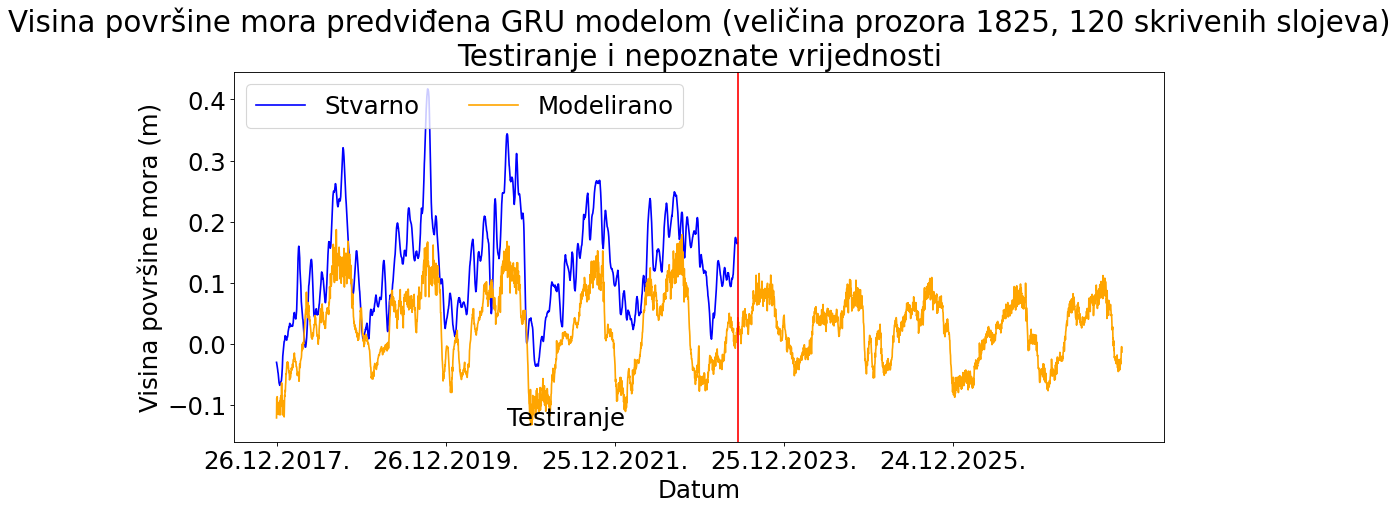 Visina površine mora predviđena GRU modelom (veličina prozora 1825, 120 skrivenih slojeva)
Testiranje i nepoznate vrijednosti
Stvarno Modelirano
Visina površine mora (m)
0.4
0.3
0.2
0.1
0.0
−0.1
Testiranje
26.12.2017. 26.12.2019. 25.12.2021. 25.12.2023. 24.12.2025.
Datum